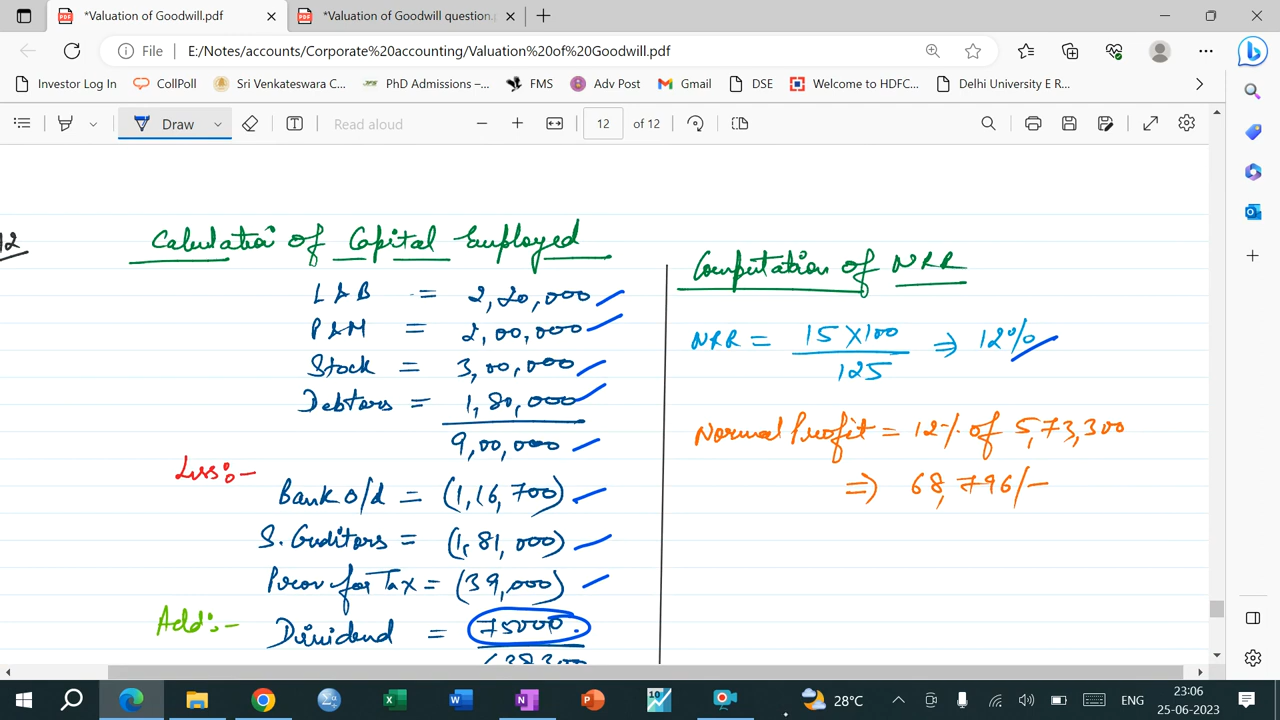 *Valuation of Goodwill.pdf
*Valuation of Goodwill question.
File
E:/Notes/accounts/Corporate%20accounting/Valuation%20of%20Goodwill.pdf
Investor Log In
CollPoll
Sri Venkateswara C...
PhD Admissions –...
FMS
Adv Post
Gmail
DSE
Welcome to HDFC...
Delhi University E R...
Draw
Read aloud
12 of 12
12
Calculation of Capital Employed
L&B = 2,20,000
P&M = 2,00,000
Stock = 3,00,000
Debtors = 1,80,000
9,00,000
Less:-
Bank o/d = (1,16,700)
S. Creditors = (1,81,000)
Prov for Tax = (39,000)
Add:-
Dividend = 75000
638300
Computation of NRR
NRR = 15 X 100 ⇒ 12%
125
Normal Profit = 12% of 5,73,300
⇒ 68,796/-
28°C
ENG
23:06
25-06-2023